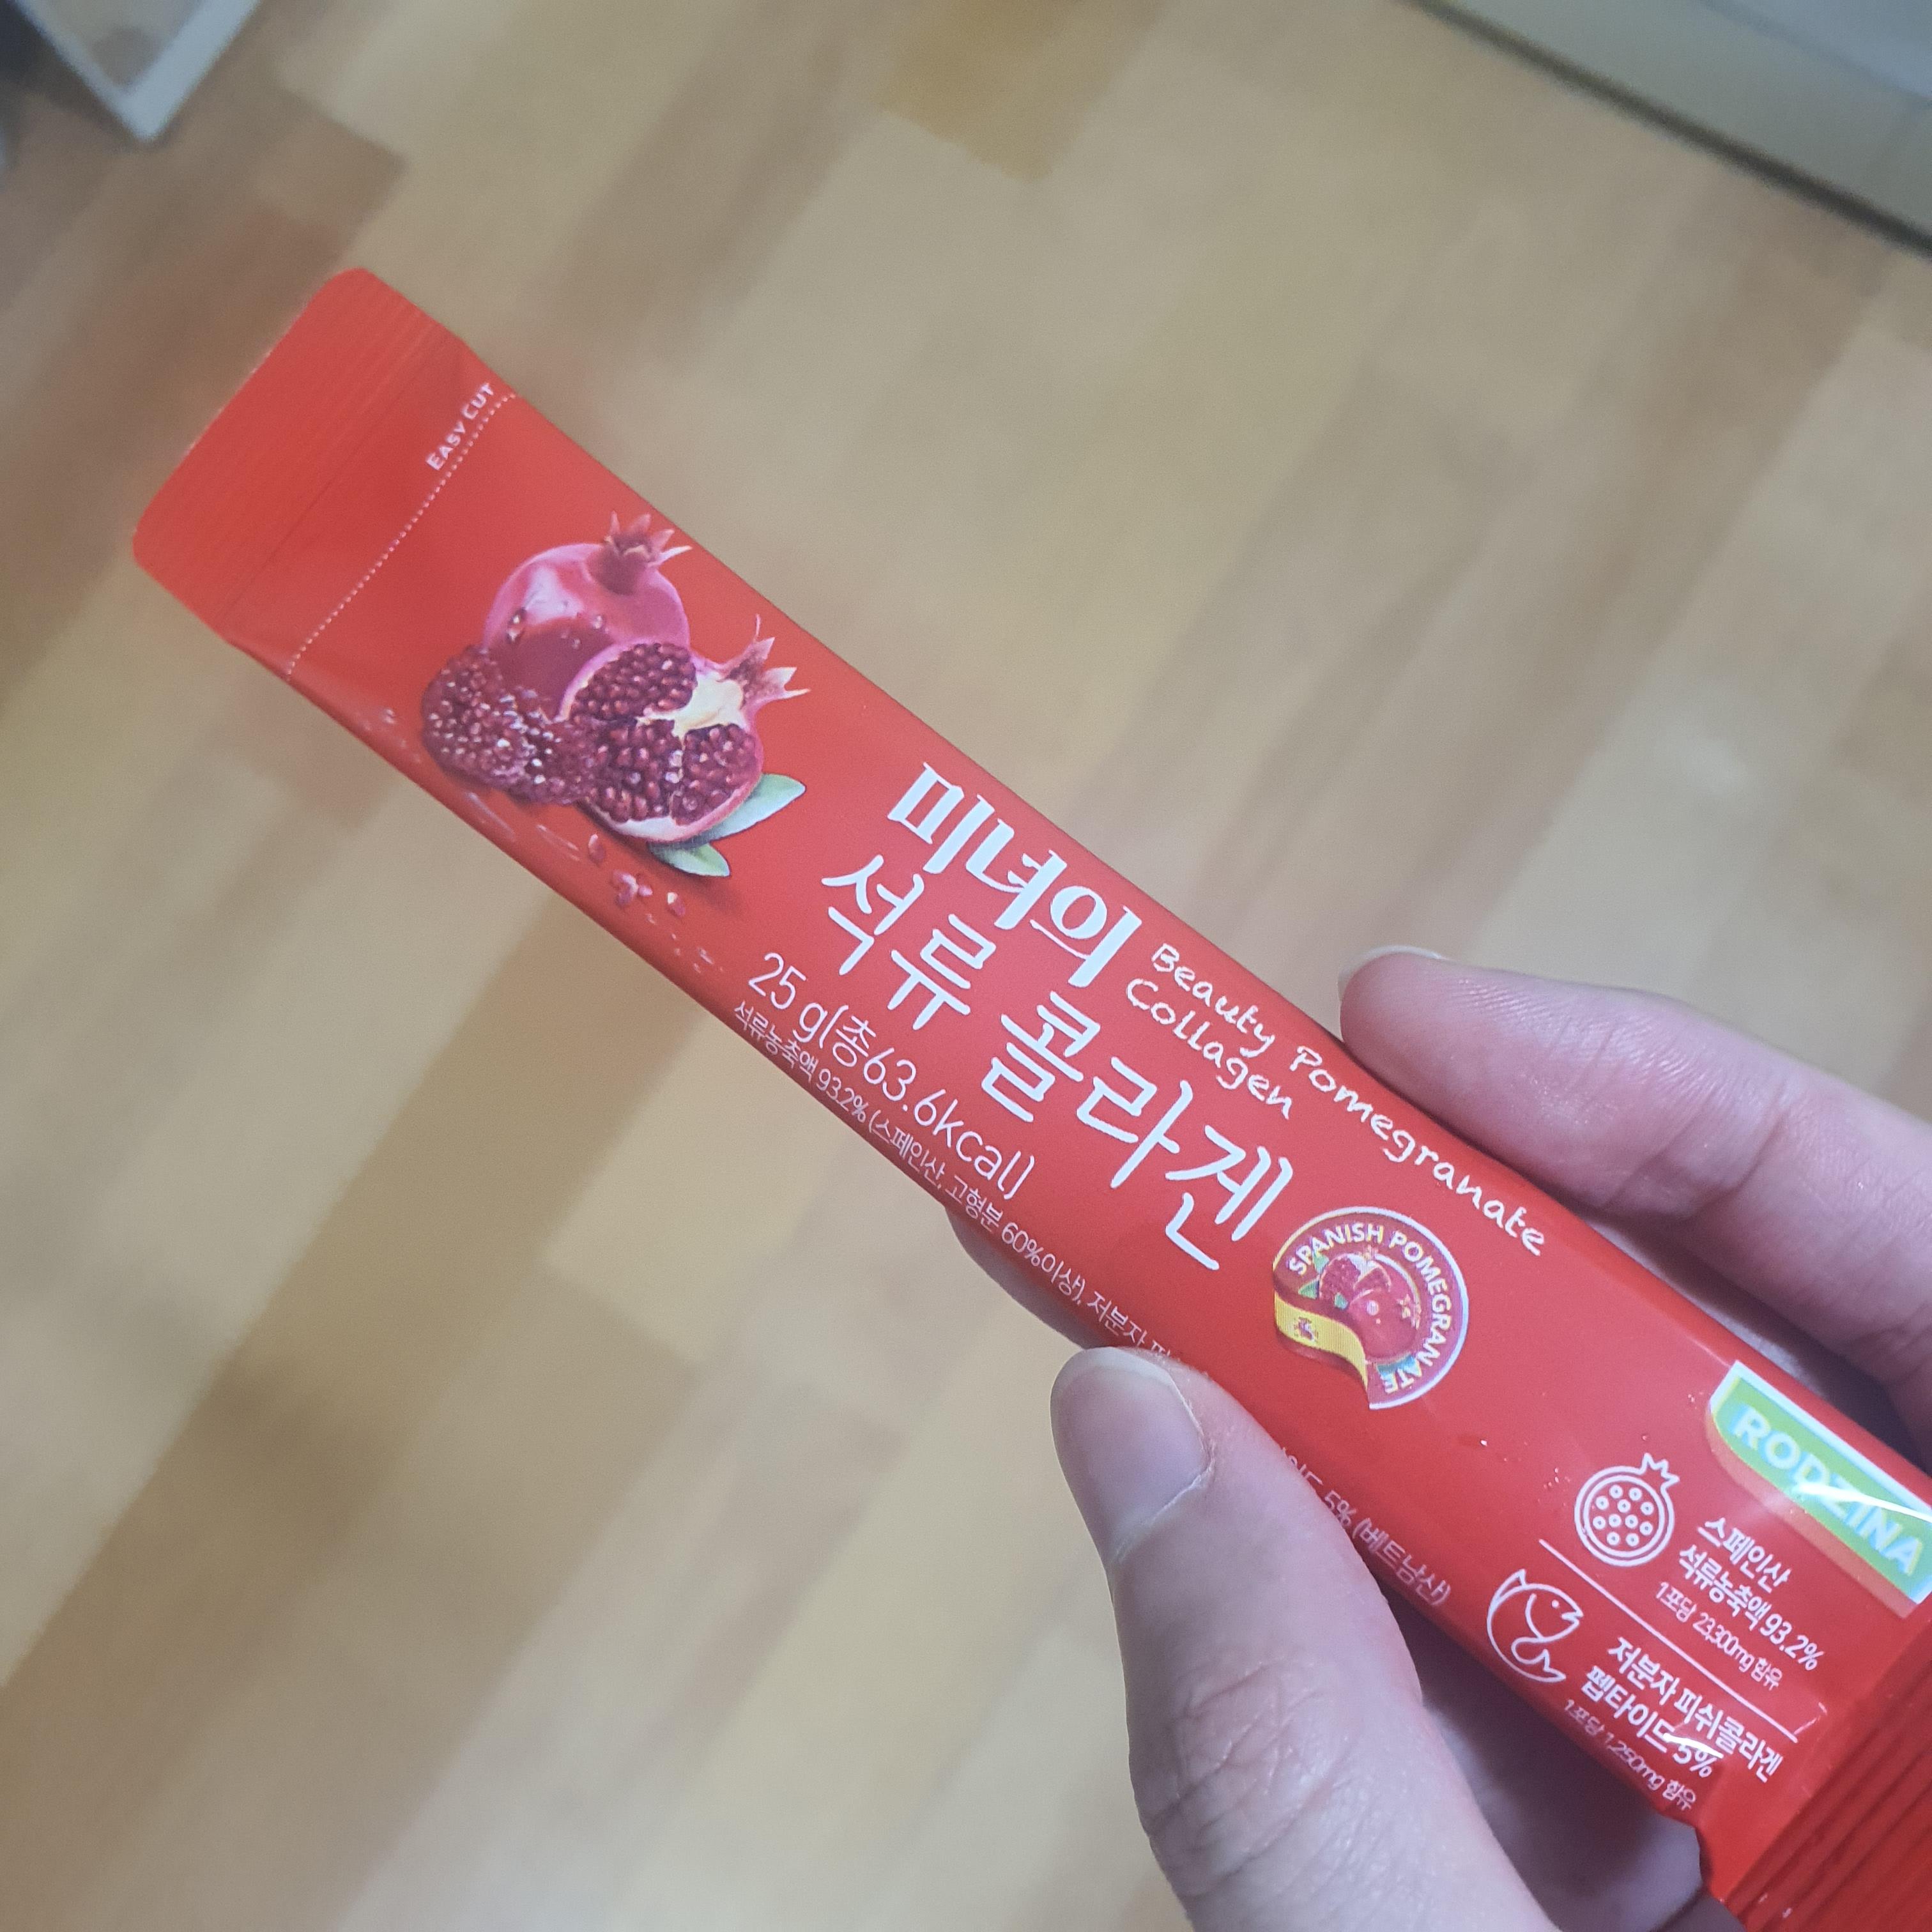 EASY CUT
미녀의
석류 콜라겐
Beauty Pomegranate
Collagen
25 g(총63.6kcal)
석류농축액 93.2% (스페인산, 고형분 60%이상), 저분자
5% (베트남산)
SPANISH POMEGRANATE
RODZINA
스페인산
석류농축액 93.2%
1포당 23,300mg 함유
저분자 피쉬콜라겐
펩타이드 5%
1포당 1,250mg 함유